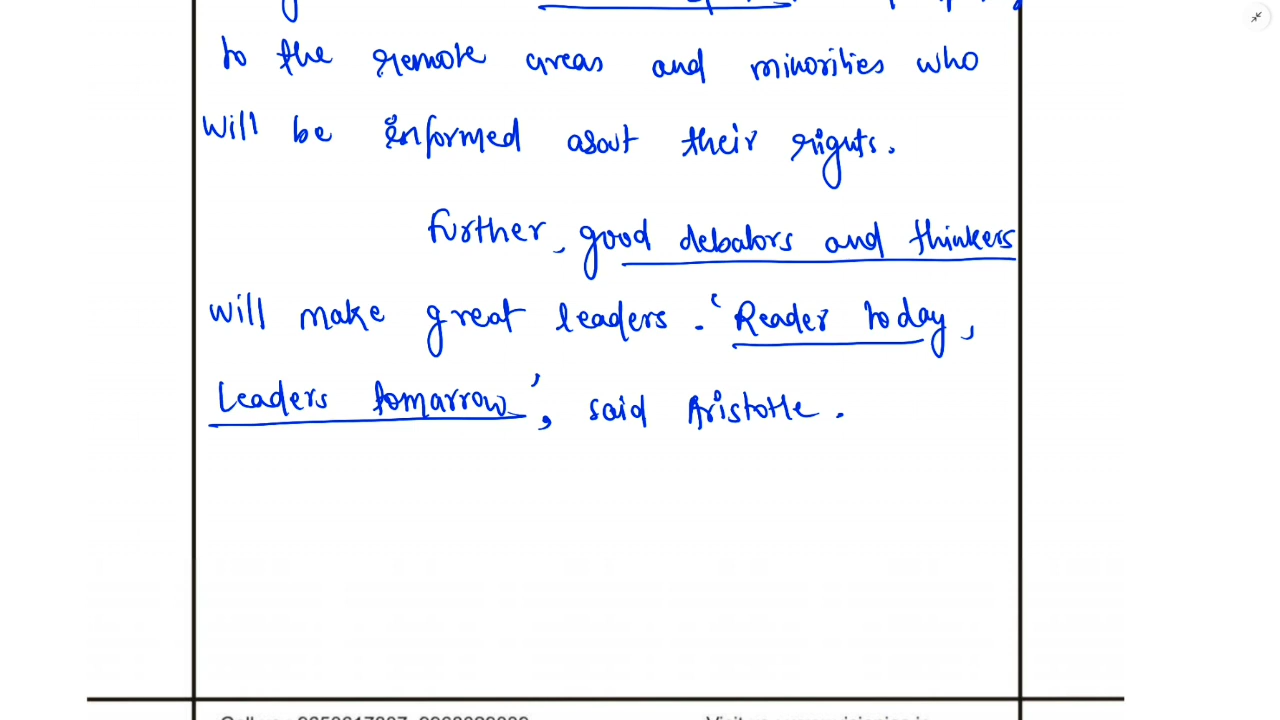 to the remote areas and minorities who
will be informed about their rights.
Further, good debators and thinkers
will make great leaders. 'Reader today,
leaders tomarrow', said Aristotle.